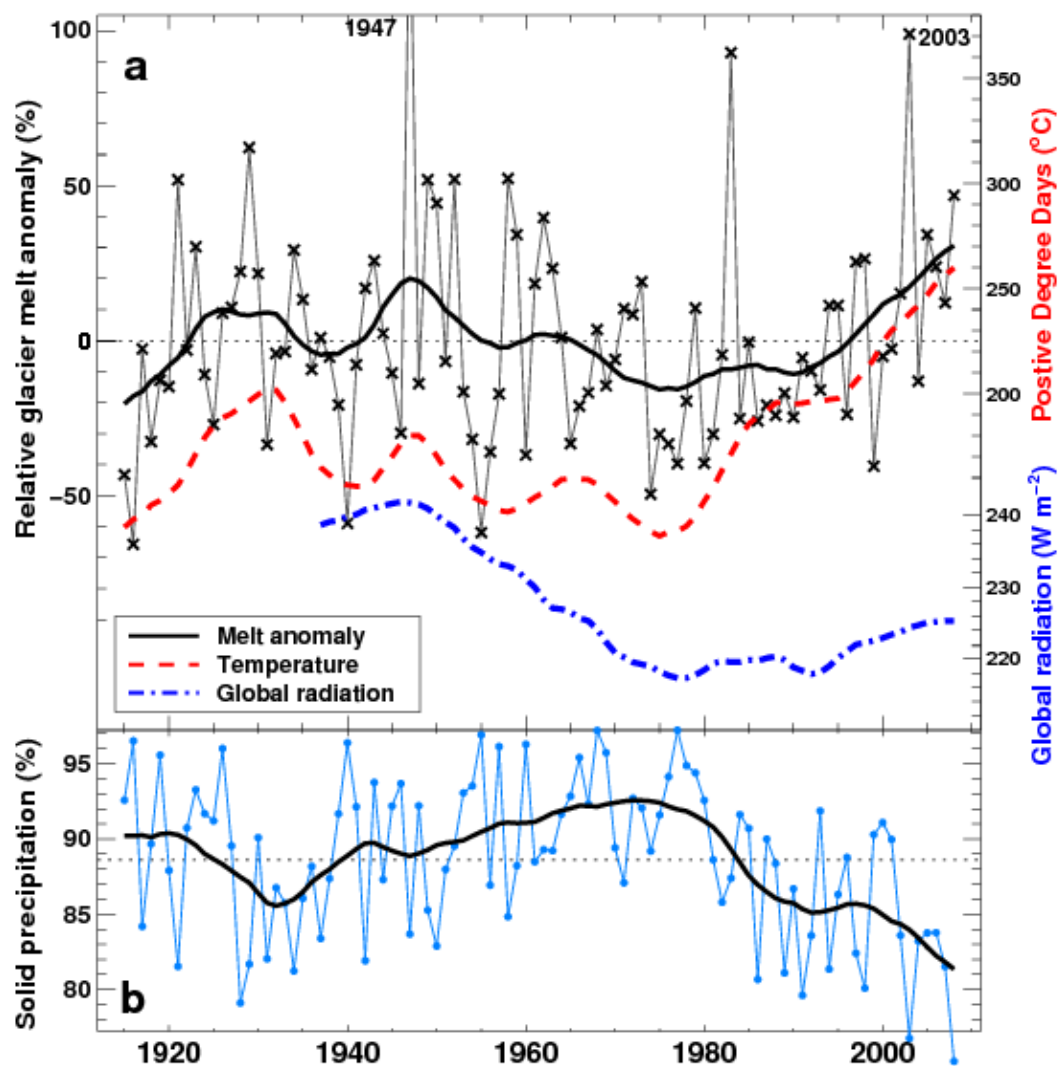 1947
2003
a
100
50
0
−50
Relative glacier melt anomaly (%)
350
300
250
200
Postive Degree Days (°C)
240
230
220
Global radiation (W m⁻²)
Melt anomaly
Temperature
Global radiation
95
90
85
80
Solid precipitation (%)
b
1920 1940 1960 1980 2000